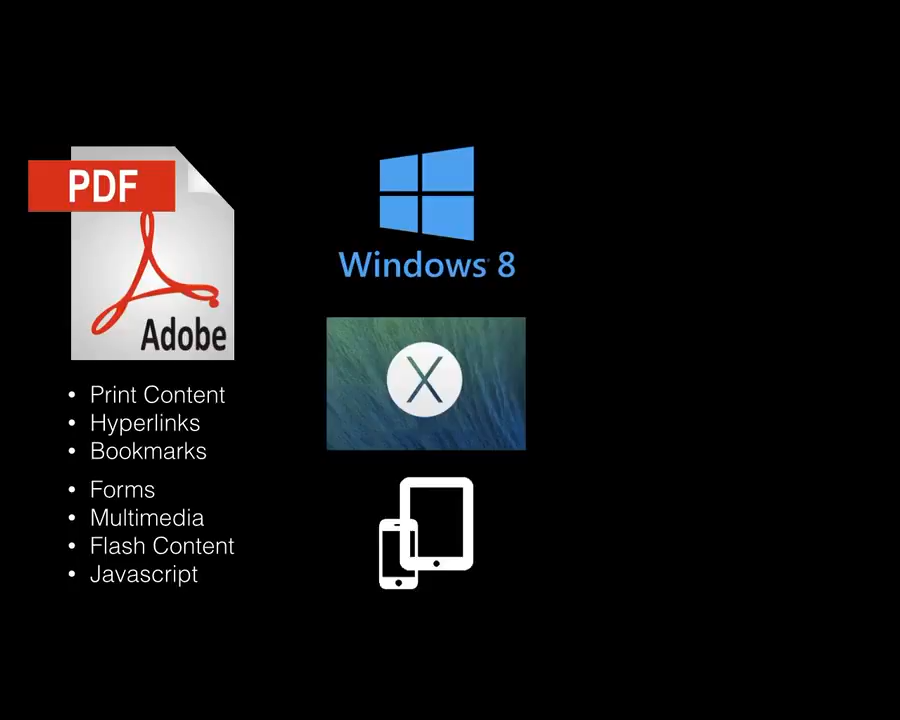 PDF
Adobe
• Print Content
• Hyperlinks
• Bookmarks
• Forms
• Multimedia
• Flash Content
• Javascript
Windows 8
X